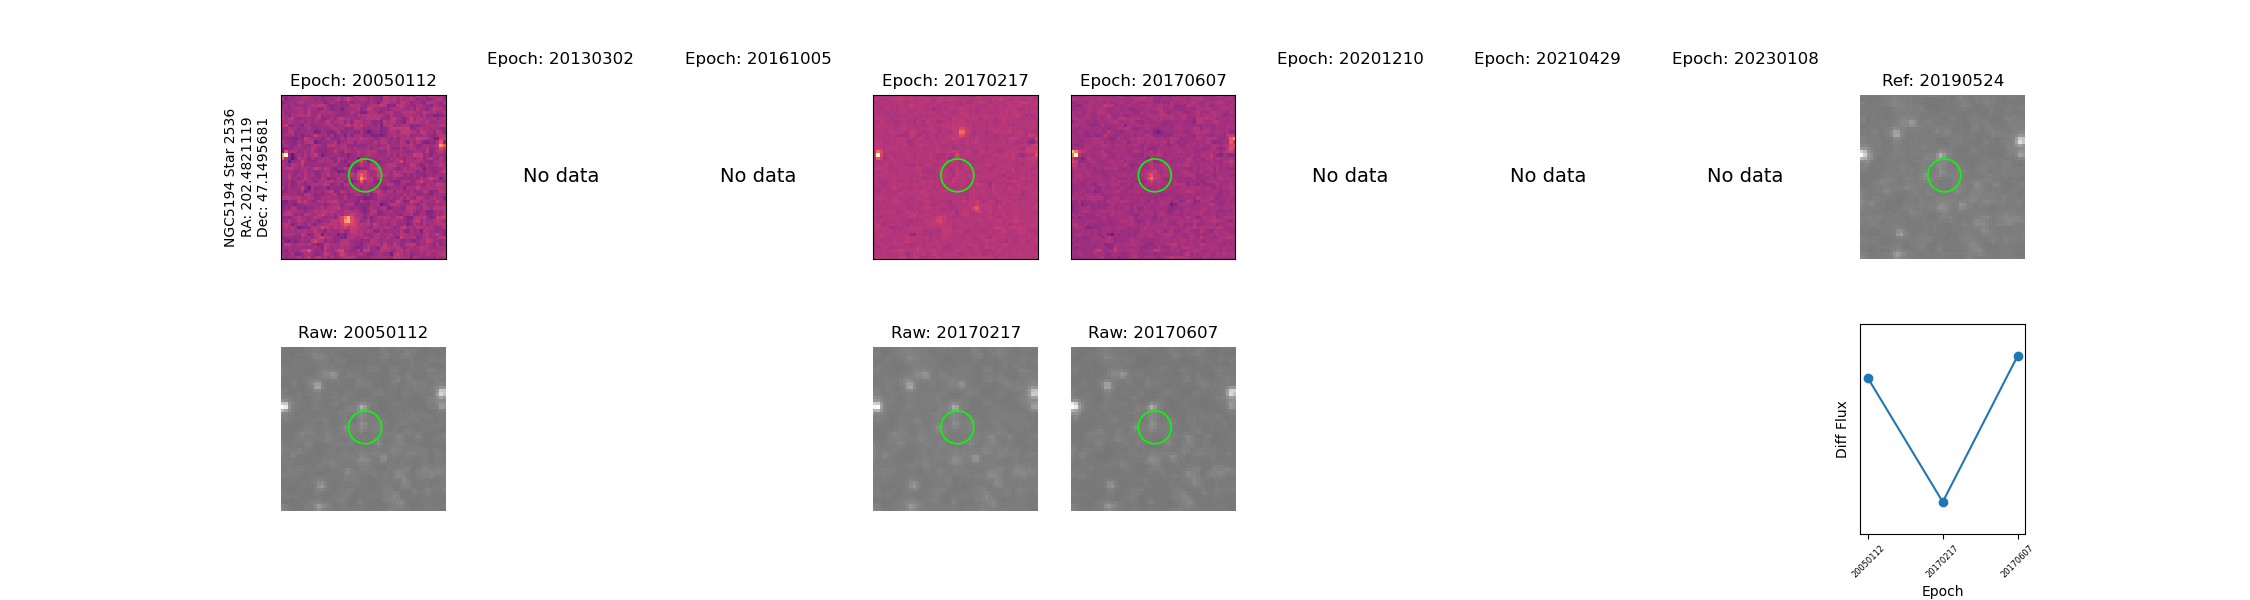 Epoch: 20130302
Epoch: 20161005
Epoch: 20201210
Epoch: 20210429
Epoch: 20230108
Epoch: 20050112
Epoch: 20170217
Epoch: 20170607
Ref: 20190524
NGC5194 Star 2536
RA: 202.4821119
Dec: 47.1495681
No data
No data
No data
No data
No data
Raw: 20050112
Raw: 20170217
Raw: 20170607
Diff Flux
20050112
20170217
20170607
Epoch